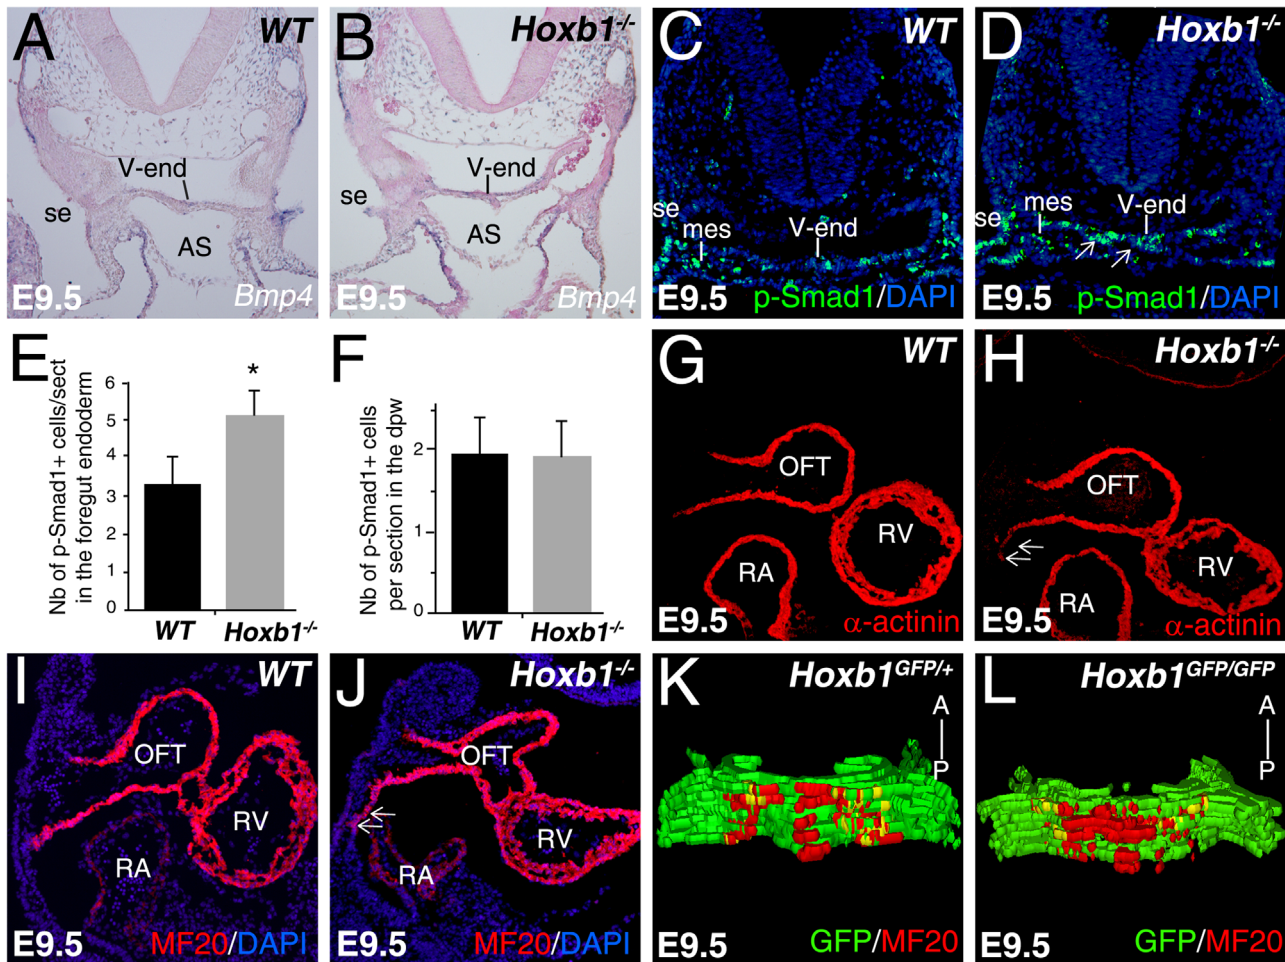 A
WT
V-end
se
AS
E9.5
Bmp4
B
Hoxb1-/-
V-end
se
AS
E9.5
Bmp4
C
WT
se
mes
V-end
E9.5
p-Smad1/DAPI
D
Hoxb1-/-
se
mes
V-end
E9.5
p-Smad1/DAPI
E
Nb of p-Smad1+ cells/sect
in the foregut endoderm
6
5
4
3
2
1
0
*
WT
Hoxb1-/-
F
Nb of p-Smad1+ cells
per section in the dpw
2
1
0
WT
Hoxb1-/-
G
WT
OFT
RV
RA
E9.5
α-actinin
H
Hoxb1-/-
OFT
RV
RA
E9.5
α-actinin
I
WT
OFT
RV
RA
E9.5
MF20/DAPI
J
Hoxb1-/-
OFT
RV
RA
E9.5
MF20/DAPI
K
Hoxb1GFP/+
A
P
E9.5
GFP/MF20
L
Hoxb1GFP/GFP
A
P
E9.5
GFP/MF20